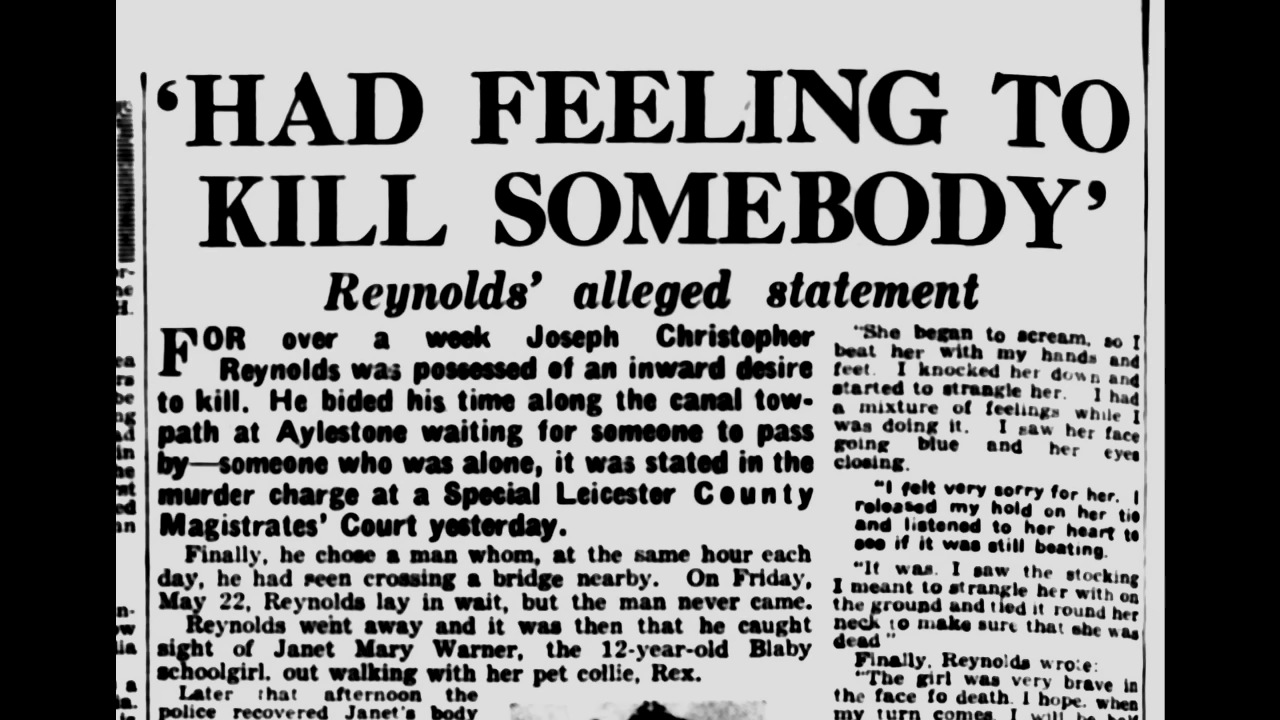 ‘HAD FEELING TO
KILL SOMEBODY’
Reynolds’ alleged statement
FOR over a week Joseph Christopher
Reynolds was possessed of an inward desire
to kill. He bided his time along the canal tow-
path at Aylestone waiting for someone to pass
by—someone who was alone, it was stated in the
murder charge at a Special Leicester County
Magistrates’ Court yesterday.
Finally, he chose a man whom, at the same hour each
day, he had seen crossing a bridge nearby. On Friday,
May 22, Reynolds lay in wait, but the man never came.
Reynolds went away and it was then that he caught
sight of Janet Mary Warner, the 12-year-old Blaby
schoolgirl, out walking with her pet collie, Rex.
Later that afternoon the
police recovered Janet's body
"She began to scream, so I
beat her with my hands and
feet. I knocked her down and
started to strangle her. I had
a mixture of feelings while I
was doing it. I saw her face
going blue and her eyes
closing.
"I felt very sorry for her. I
released my hold on her tie
and listened to her heart to
see if it was still beating.
"It was. I saw the stocking
I meant to strangle her with on
the ground and tied it round her
neck to make sure that she was
dead"
Finally, Reynolds wrote:
"The girl was very brave in
the face fo death. I hope, when
my turn comes, I will be